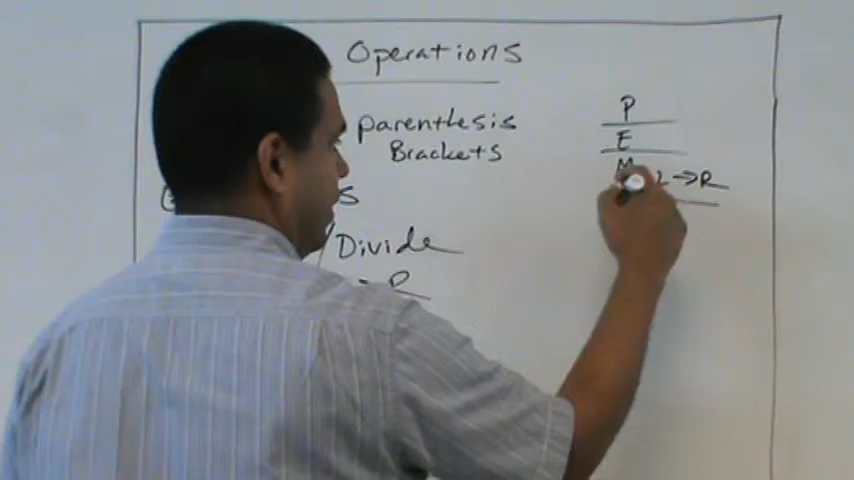 Operations
Parenthesis
Brackets
Divide
P
E
M
L → R